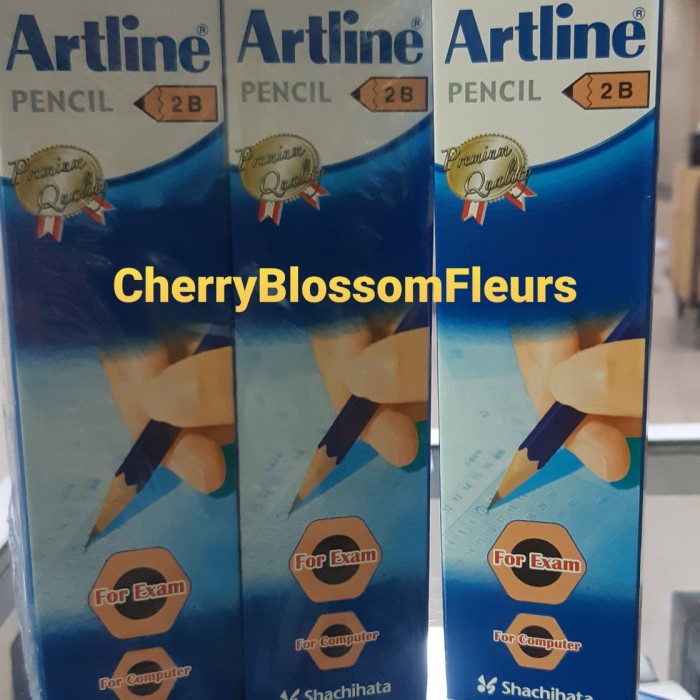 Artline®
PENCIL 2B
Premium
Quality
For Exam
For Computer
Artline®
PENCIL 2B
Premium
Quality
For Exam
For Computer
Shachihata
Artline®
PENCIL 2B
Premium
Quality
For Exam
For Computer
Shachihata
CherryBlossomFleurs